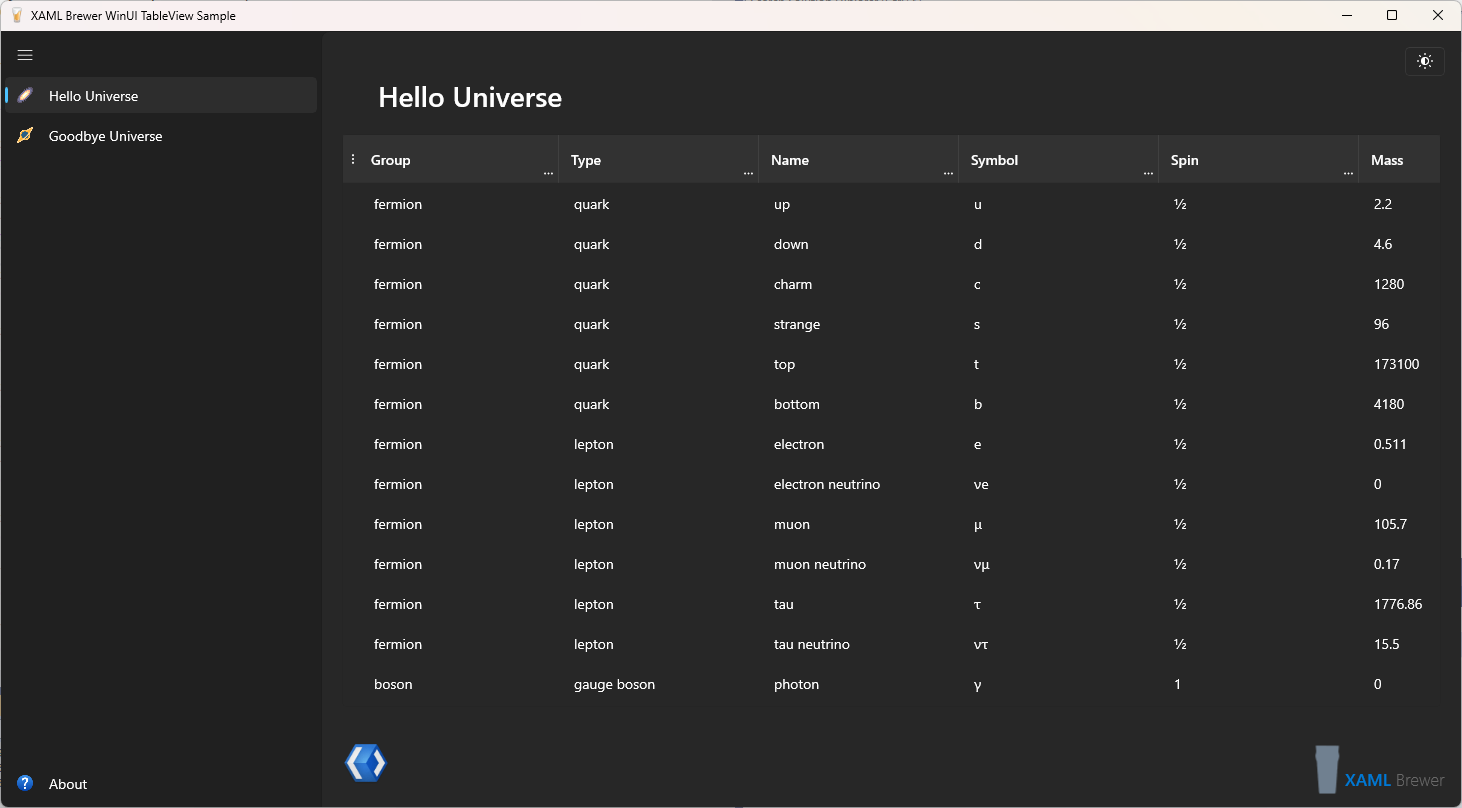 XAML Brewer WinUI TableView Sample
Hello Universe
Goodbye Universe
Hello Universe
Group Type Name Symbol Spin Mass
fermion quark up u ½ 2.2
fermion quark down d ½ 4.6
fermion quark charm c ½ 1280
fermion quark strange s ½ 96
fermion quark top t ½ 173100
fermion quark bottom b ½ 4180
fermion lepton electron e ½ 0.511
fermion lepton electron neutrino νe ½ 0
fermion lepton muon μ ½ 105.7
fermion lepton muon neutrino νμ ½ 0.17
fermion lepton tau τ ½ 1776.86
fermion lepton tau neutrino ντ ½ 15.5
boson gauge boson photon γ 1 0
About
XAML Brewer